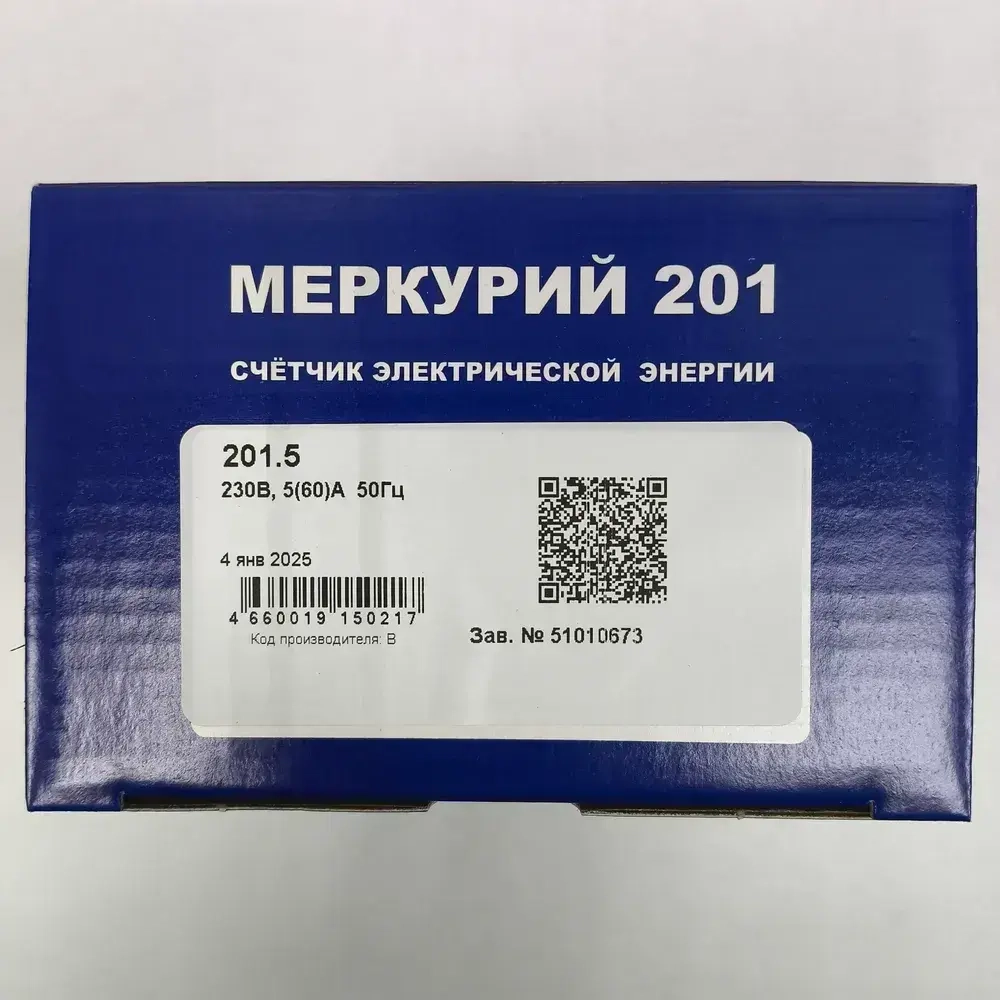 МЕРКУРИЙ 201
СЧЁТЧИК ЭЛЕКТРИЧЕСКОЙ ЭНЕРГИИ
201.5
230В, 5(60)А 50Гц
4 янв 2025
4 660019 150217
Код производителя: В
Зав. № 51010673